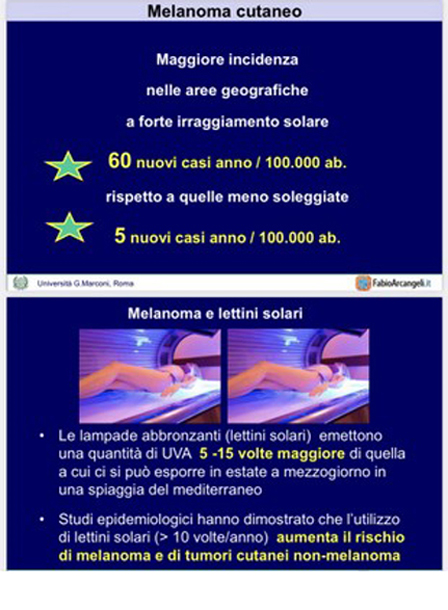 Melanoma cutaneo
Maggiore incidenza
nelle aree geografiche
a forte irraggiamento solare
60 nuovi casi anno / 100.000 ab.
rispetto a quelle meno soleggiate
5 nuovi casi anno / 100.000 ab.
Università G.Marconi, Roma
FabioArcangeli.it
Melanoma e lettini solari
• Le lampade abbronzanti (lettini solari) emettono
una quantità di UVA 5 -15 volte maggiore di quella
a cui ci si può esporre in estate a mezzogiorno in
una spiaggia del mediterraneo
• Studi epidemiologici hanno dimostrato che l'utilizzo
di lettini solari (> 10 volte/anno) aumenta il rischio
di melanoma e di tumori cutanei non-melanoma